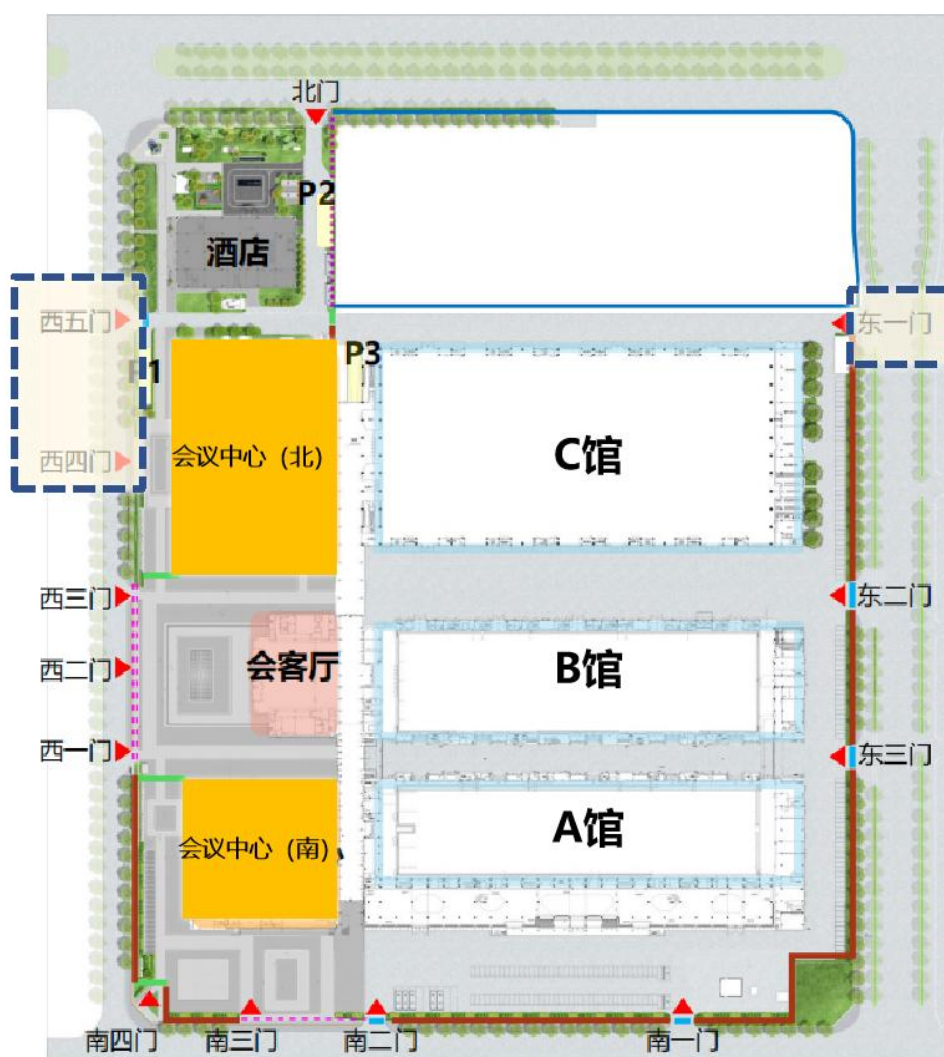 北门
P2
酒店
西五门
东一门
P1
P3
会议中心（北）
C馆
西四门
西三门
东二门
会客厅
B馆
西二门
西一门
东三门
A馆
会议中心（南）
南四门
南三门
南二门
南一门